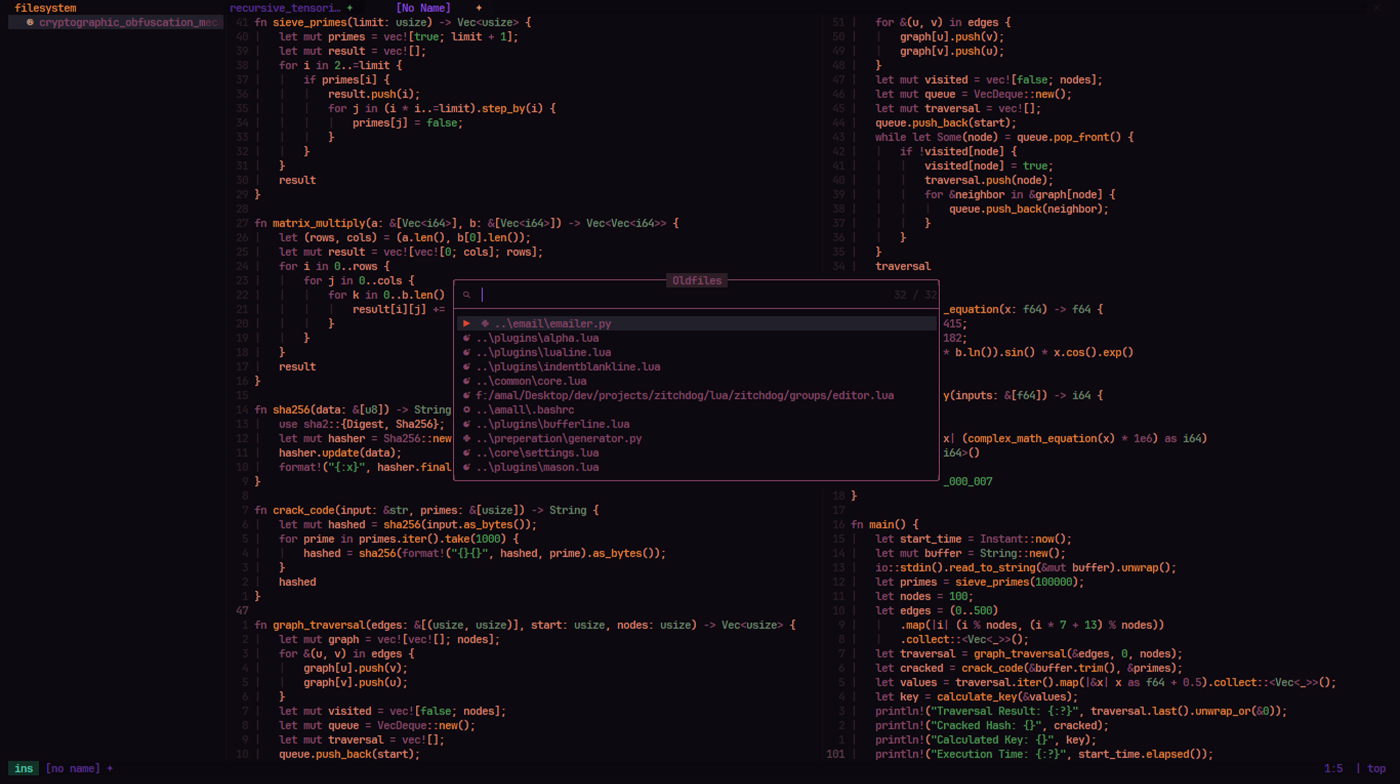 filesystem
cryptographic_obfuscation_mec
recursive_tensori… [No Name]
41 fn sieve_primes(limit: usize) -> Vec<usize> {
40 let mut primes = vec![true; limit + 1];
39 let mut result = vec![];
38 for i in 2..=limit {
37 if primes[i] {
36 result.push(i);
35 for j in (i * i..=limit).step_by(i) {
34 primes[j] = false;
33 }
32 }
31 }
30 result
29 }
28
27 fn matrix_multiply(a: &[Vec<i64>], b: &[Vec<i64>]) -> Vec<Vec<i64>> {
26 let (rows, cols) = (a.len(), b[0].len());
25 let mut result = vec![vec![0; cols]; rows];
24 for i in 0..rows {
23 for j in 0..cols {
22 for k in 0..b.len()
21 result[i][j] +=
20 }
19 }
18 }
17 result
16 }
15
14 fn sha256(data: &[u8]) -> String
13 use sha2::{Digest, Sha256};
12 let mut hasher = Sha256::new
11 hasher.update(data);
10 format!("{:x}", hasher.final
9 }
8
7 fn crack_code(input: &str, primes: &[usize]) -> String {
6 let mut hashed = sha256(input.as_bytes());
5 for prime in primes.iter().take(1000) {
4 hashed = sha256(format!("{}{}", hashed, prime).as_bytes());
3 }
2 hashed
1 }
47
1 fn graph_traversal(edges: &[(usize, usize)], start: usize, nodes: usize) -> Vec<usize> {
2 let mut graph = vec![vec![]; nodes];
3 for &(u, v) in edges {
4 graph[u].push(v);
5 graph[v].push(u);
6 }
7 let mut visited = vec![false; nodes];
8 let mut queue = VecDeque::new();
9 let mut traversal = vec![];
10 queue.push_back(start);
Oldfiles
32 / 32
..\email\emailer.py
..\plugins\alpha.lua
..\plugins\lualine.lua
..\plugins\indentblankline.lua
..\common\core.lua
f:/amal/Desktop/dev/projects/zitchdog/lua/zitchdog/groups/editor.lua
..\amall\.bashrc
..\plugins\bufferline.lua
..\preperation\generator.py
..\core\settings.lua
..\plugins\mason.lua
51 for &(u, v) in edges {
50 graph[u].push(v);
49 graph[v].push(u);
48 }
47 let mut visited = vec![false; nodes];
46 let mut queue = VecDeque::new();
45 let mut traversal = vec![];
44 queue.push_back(start);
43 while let Some(node) = queue.pop_front() {
42 if !visited[node] {
41 visited[node] = true;
40 traversal.push(node);
39 for &neighbor in &graph[node] {
38 queue.push_back(neighbor);
37 }
36 }
35 }
34 traversal
_equation(x: f64) -> f64 {
415;
182;
* b.ln()).sin() * x.cos().exp()
y(inputs: &[f64]) -> i64 {
x| (complex_math_equation(x) * 1e6) as i64)
i64>()
_000_007
18 }
17
16 fn main() {
15 let start_time = Instant::now();
14 let mut buffer = String::new();
13 io::stdin().read_to_string(&mut buffer).unwrap();
12 let primes = sieve_primes(100000);
11 let nodes = 100;
10 let edges = (0..500)
9 .map(|i| (i % nodes, (i * 7 + 13) % nodes))
8 .collect::<Vec<_>>();
7 let traversal = graph_traversal(&edges, 0, nodes);
6 let cracked = crack_code(&buffer.trim(), &primes);
5 let values = traversal.iter().map(|&x| x as f64 + 0.5).collect::<Vec<_>>();
4 let key = calculate_key(&values);
3 println!("Traversal Result: {:?}", traversal.last().unwrap_or(&0));
2 println!("Cracked Hash: {}", cracked);
1 println!("Calculated Key: {}", key);
101 println!("Execution Time: {:?}", start_time.elapsed());
ins [no name] 1:5 | top